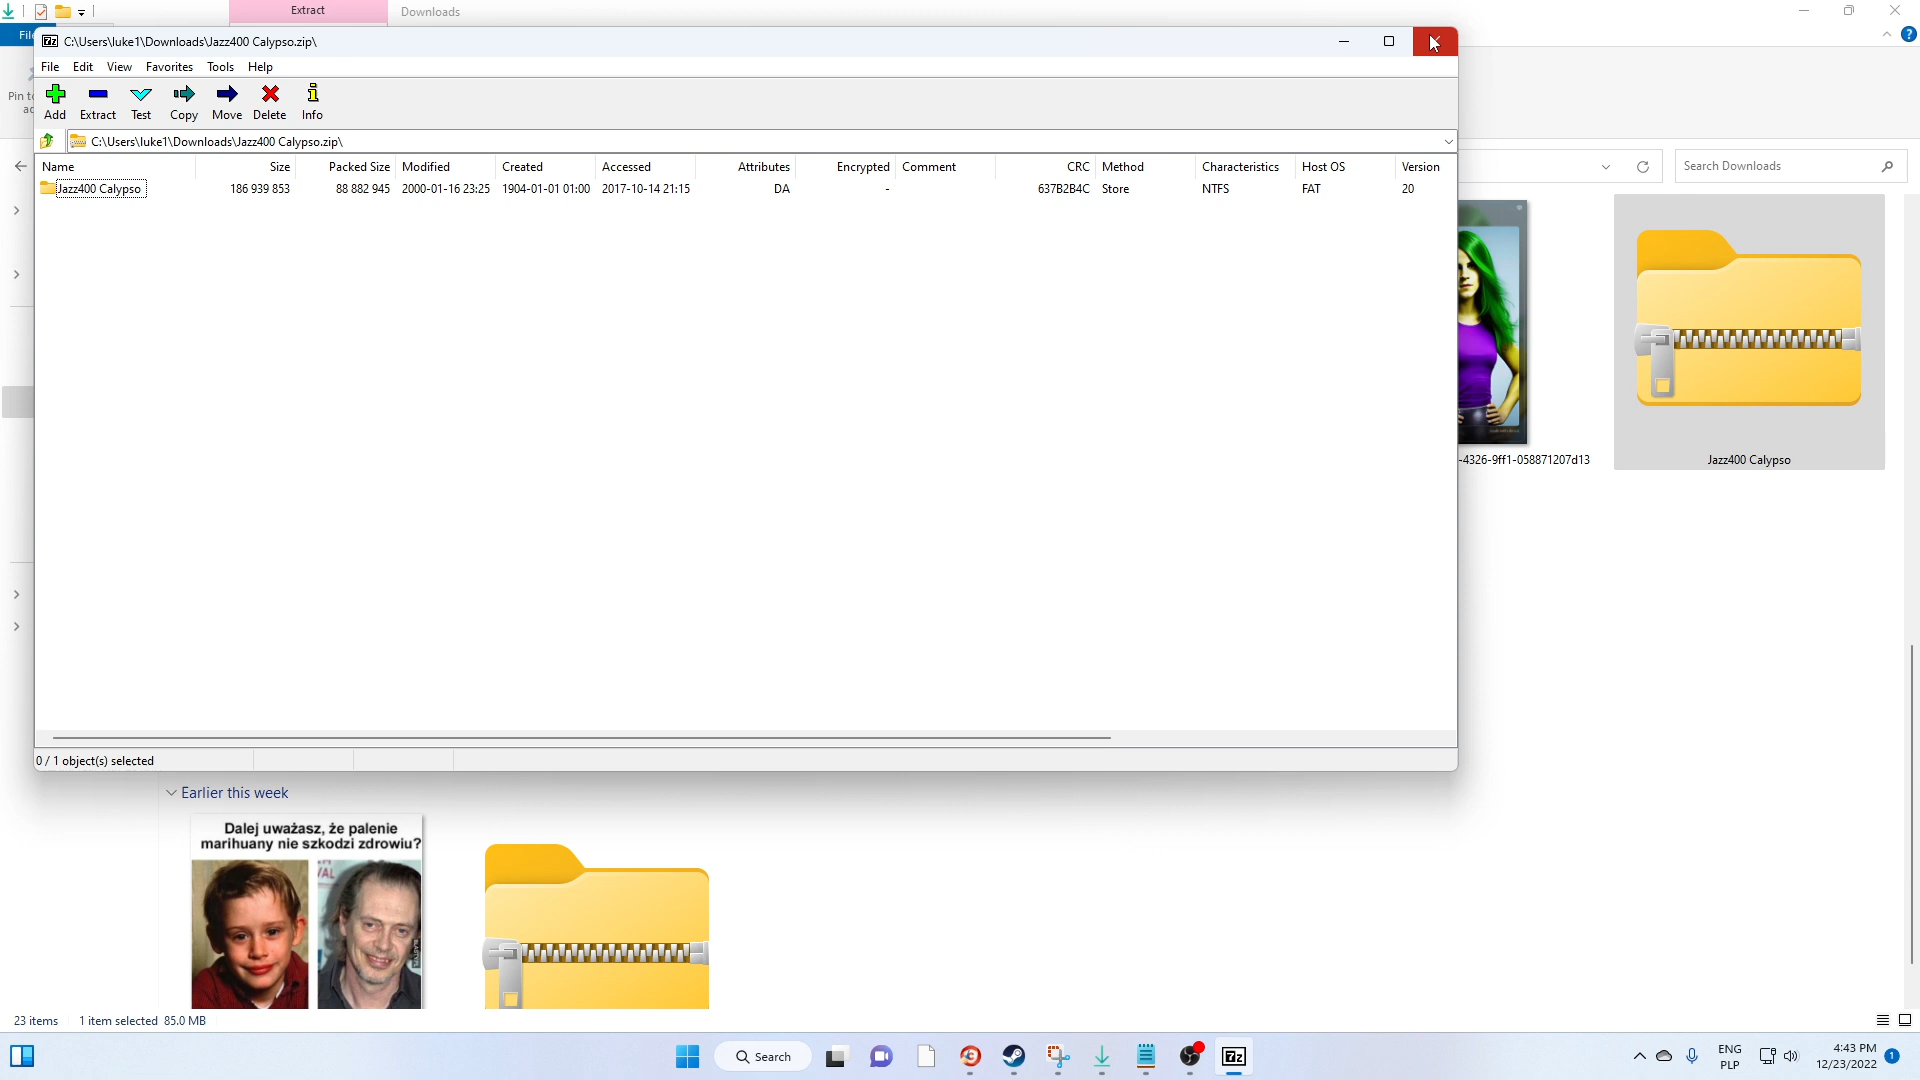 Extract
Downloads
File
C:\Users\luke1\Downloads\Jazz400 Calypso.zip\
File Edit View Favorites Tools Help
Pin to
Add Extract Test Copy Move Delete Info
C:\Users\luke1\Downloads\Jazz400 Calypso.zip\
Search Downloads
Name Size Packed Size Modified Created Accessed Attributes Encrypted Comment CRC Method Characteristics Host OS Version
Jazz400 Calypso 186 939 853 88 882 945 2000-01-16 23:25 1904-01-01 01:00 2017-10-14 21:15 DA - 637B2B4C Store NTFS FAT 20
-4326-9ff1-058871207d13
Jazz400 Calypso
0 / 1 object(s) selected
Earlier this week
Dalej uważasz, że palenie
marihuany nie szkodzi zdrowiu?
23 items 1 item selected 85.0 MB
Search
ENG
PLP
4:43 PM
12/23/2022
1